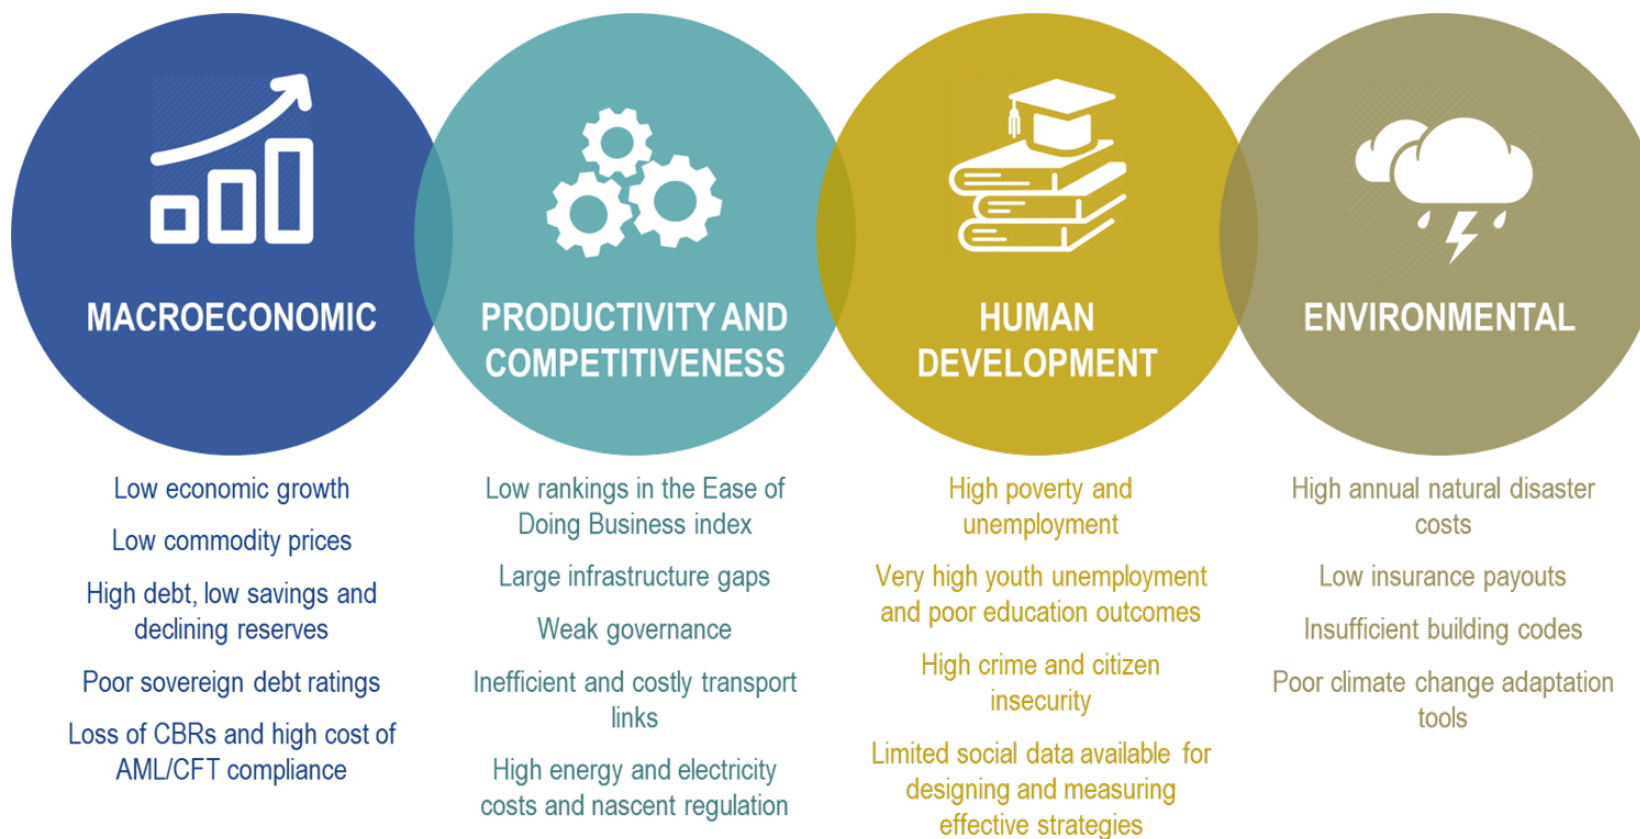 MACROECONOMIC
Low economic growth
Low commodity prices
High debt, low savings and
declining reserves
Poor sovereign debt ratings
Loss of CBRs and high cost of
AML/CFT compliance
PRODUCTIVITY AND
COMPETITIVENESS
Low rankings in the Ease of
Doing Business index
Large infrastructure gaps
Weak governance
Inefficient and costly transport
links
High energy and electricity
costs and nascent regulation
HUMAN
DEVELOPMENT
High poverty and
unemployment
Very high youth unemployment
and poor education outcomes
High crime and citizen
insecurity
Limited social data available for
designing and measuring
effective strategies
ENVIRONMENTAL
High annual natural disaster
costs
Low insurance payouts
Insufficient building codes
Poor climate change adaptation
tools